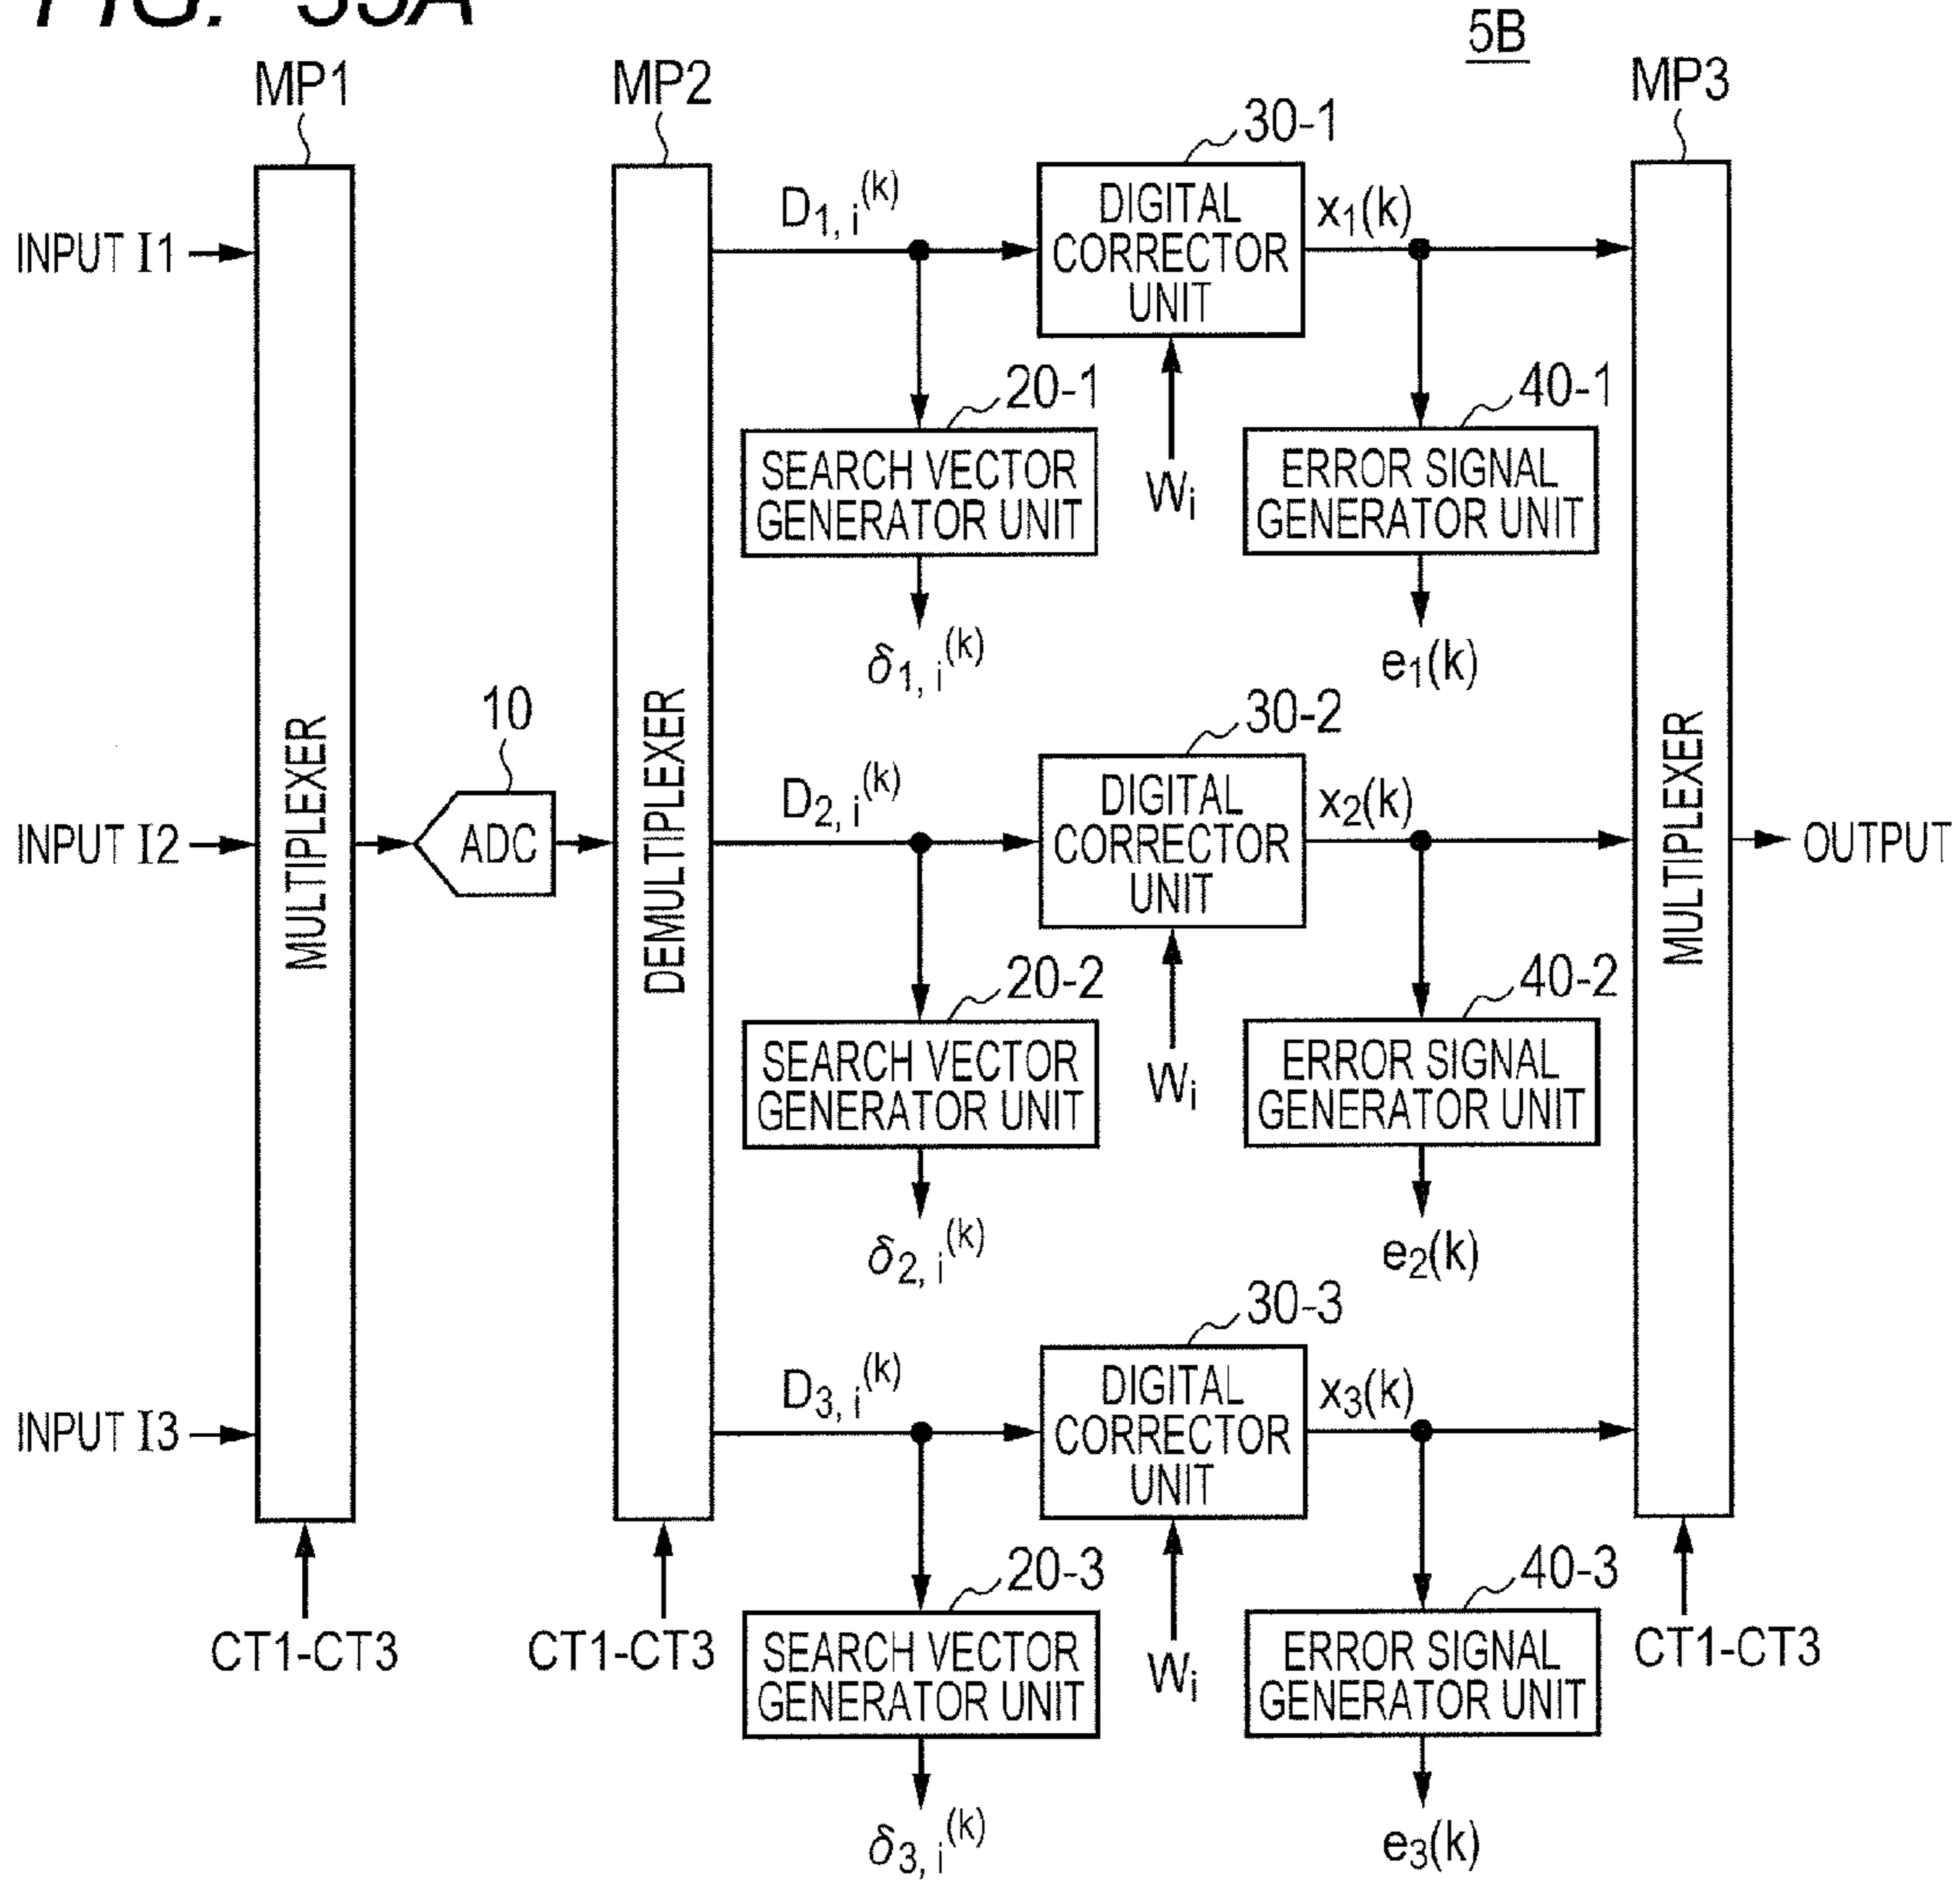 FIG. 35A
5B
MP1
MP2
MP3
30-1
INPUT I1
D1, i(k)
DIGITAL
CORRECTOR
UNIT
x1(k)
20-1
40-1
SEARCH VECTOR
GENERATOR UNIT
Wi
ERROR SIGNAL
GENERATOR UNIT
δ1, i(k)
e1(k)
10
30-2
MULTIPLEXER
DEMULTIPLEXER
MULTIPLEXER
INPUT I2
ADC
D2, i(k)
DIGITAL
CORRECTOR
UNIT
x2(k)
OUTPUT
20-2
40-2
SEARCH VECTOR
GENERATOR UNIT
Wi
ERROR SIGNAL
GENERATOR UNIT
δ2, i(k)
e2(k)
30-3
INPUT I3
D3, i(k)
DIGITAL
CORRECTOR
UNIT
x3(k)
20-3
40-3
CT1-CT3
CT1-CT3
SEARCH VECTOR
GENERATOR UNIT
Wi
ERROR SIGNAL
GENERATOR UNIT
CT1-CT3
δ3, i(k)
e3(k)